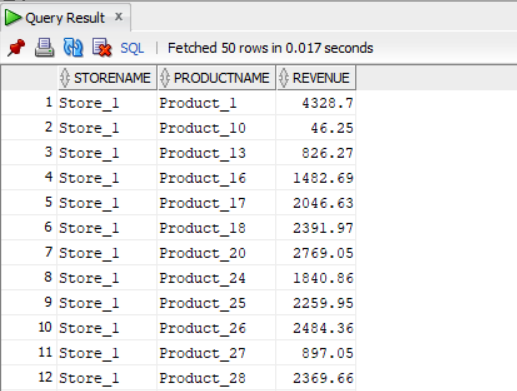 Query Result x
SQL | Fetched 50 rows in 0.017 seconds
STORENAME PRODUCTNAME REVENUE
1 Store_1 Product_1 4328.7
2 Store_1 Product_10 46.25
3 Store_1 Product_13 826.27
4 Store_1 Product_16 1482.69
5 Store_1 Product_17 2046.63
6 Store_1 Product_18 2391.97
7 Store_1 Product_20 2769.05
8 Store_1 Product_24 1840.86
9 Store_1 Product_25 2259.95
10 Store_1 Product_26 2484.36
11 Store_1 Product_27 897.05
12 Store_1 Product_28 2369.66